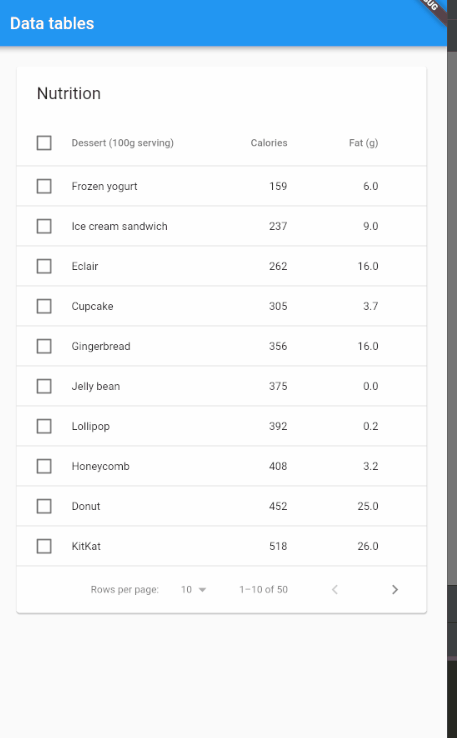 Data tables
Nutrition
Dessert (100g serving) Calories Fat (g)
Frozen yogurt 159 6.0
Ice cream sandwich 237 9.0
Eclair 262 16.0
Cupcake 305 3.7
Gingerbread 356 16.0
Jelly bean 375 0.0
Lollipop 392 0.2
Honeycomb 408 3.2
Donut 452 25.0
KitKat 518 26.0
Rows per page: 10 1–10 of 50